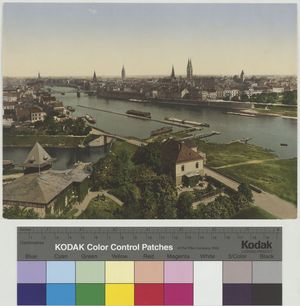 KODAK Color Control Patches
Kodak
Blue Cyan Green Yellow Red Magenta White 3/Color Black